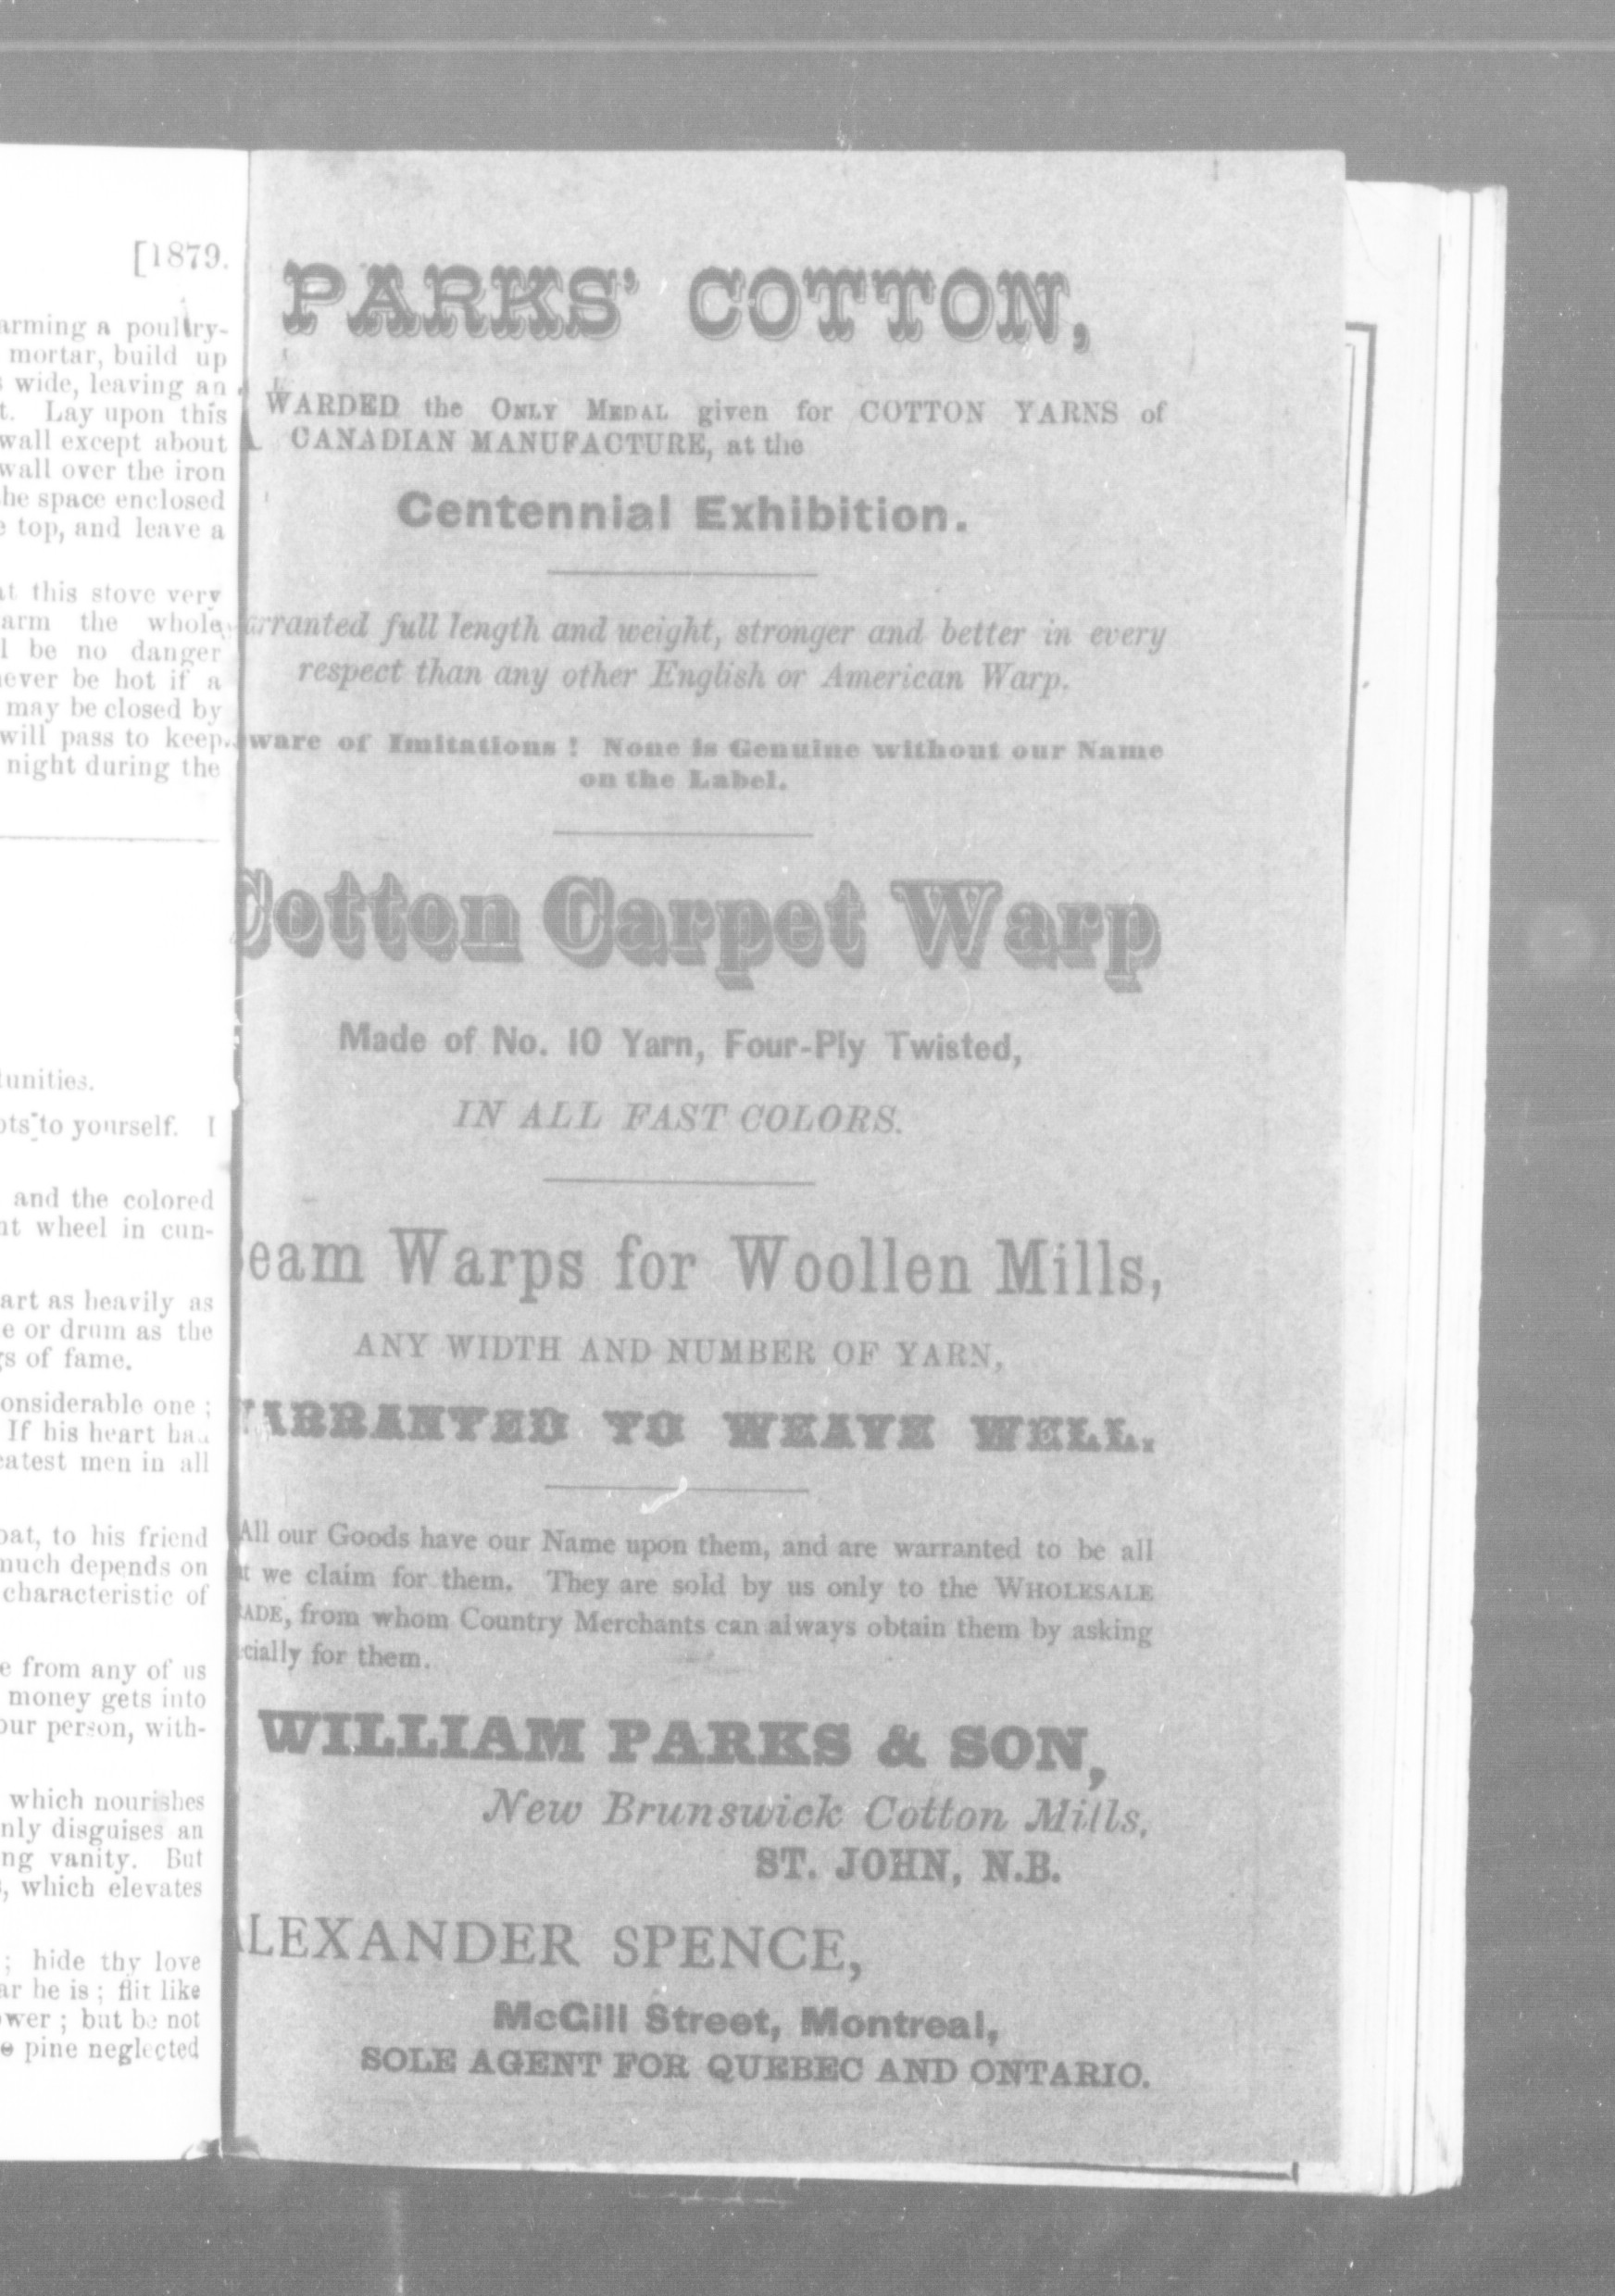 [1879.
arming a poultry-
mortar, build up
wide, leaving an
t. Lay upon this
wall except about
wall over the iron
he space enclosed
e top, and leave a
at this stove very
arm the whole
l be no danger
never be hot if a
may be closed by
will pass to keep
night during the
tunities.
ots to yourself. I
and the colored
nt wheel in cun-
art as heavily as
e or drum as the
gs of fame.
onsiderable one ;
If his heart had
eatest men in all
oat, to his friend
much depends on
characteristic of
e from any of us
money gets into
our person, with-
which nourishes
nly disguises an
ng vanity. But
, which elevates
; hide thy love
ar he is ; flit like
ower ; but be not
e pine neglected
PARKS' COTTON,
WARDED the ONLY MEDAL given for COTTON YARNS of
CANADIAN MANUFACTURE, at the
Centennial Exhibition.
arranted full length and weight, stronger and better in every
respect than any other English or American Warp.
ware of Imitations ! None is Genuine without our Name
on the Label.
Cotton Carpet Warp
Made of No. 10 Yarn, Four-Ply Twisted,
IN ALL FAST COLORS.
eam Warps for Woollen Mills,
ANY WIDTH AND NUMBER OF YARN,
WARRANTED TO WEAVE WELL.
All our Goods have our Name upon them, and are warranted to be all
t we claim for them. They are sold by us only to the WHOLESALE
RADE, from whom Country Merchants can always obtain them by asking
cially for them.
WILLIAM PARKS & SON,
New Brunswick Cotton Mills,
ST. JOHN, N.B.
ALEXANDER SPENCE,
McGill Street, Montreal,
SOLE AGENT FOR QUEBEC AND ONTARIO.